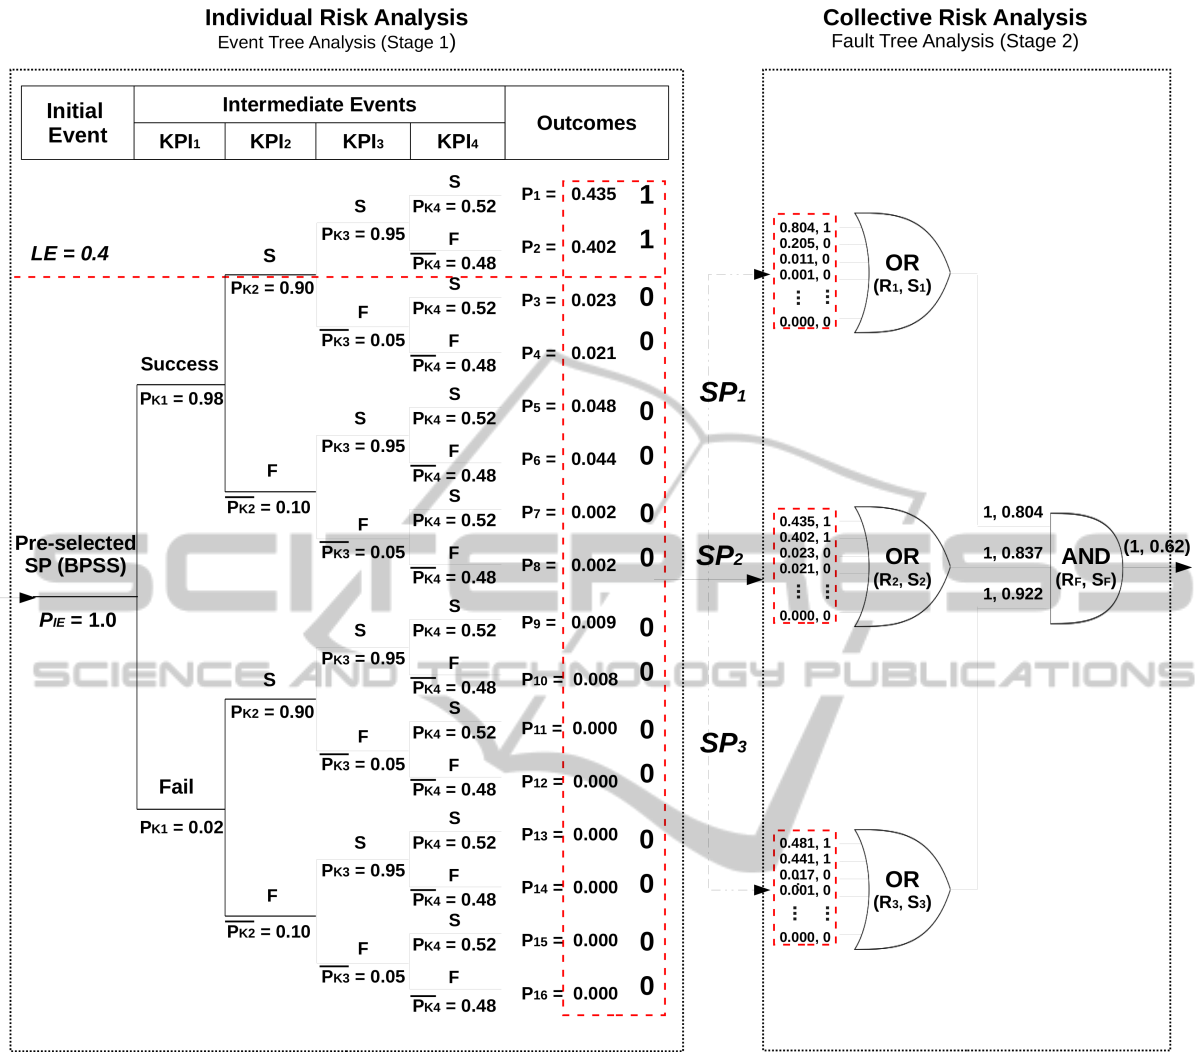 Individual Risk Analysis
Event Tree Analysis (Stage 1)
Collective Risk Analysis
Fault Tree Analysis (Stage 2)
Initial Event
Intermediate Events
Outcomes
KPI1 KPI2 KPI3 KPI4
LE = 0.4
Pre-selected
SP (BPSS)
PIE = 1.0
Success
PK1 = 0.98
Fail
PK1 = 0.02
S
PK2 = 0.90
F
PK2 = 0.10
S
PK2 = 0.90
F
PK2 = 0.10
S
PK3 = 0.95
F
PK3 = 0.05
S
PK3 = 0.95
F
PK3 = 0.05
S
PK3 = 0.95
F
PK3 = 0.05
S
PK3 = 0.95
F
PK3 = 0.05
S
PK4 = 0.52
F
PK4 = 0.48
S
PK4 = 0.52
F
PK4 = 0.48
S
PK4 = 0.52
F
PK4 = 0.48
S
PK4 = 0.52
F
PK4 = 0.48
S
PK4 = 0.52
F
PK4 = 0.48
S
PK4 = 0.52
F
PK4 = 0.48
S
PK4 = 0.52
F
PK4 = 0.48
S
PK4 = 0.52
F
PK4 = 0.48
P1 = 0.435 1
P2 = 0.402 1
P3 = 0.023 0
P4 = 0.021 0
P5 = 0.048 0
P6 = 0.044 0
P7 = 0.002 0
P8 = 0.002 0
P9 = 0.009 0
P10 = 0.008 0
P11 = 0.000 0
P12 = 0.000 0
P13 = 0.000 0
P14 = 0.000 0
P15 = 0.000 0
P16 = 0.000 0
SP1
SP2
SP3
0.804, 1
0.205, 0
0.011, 0
0.001, 0
0.000, 0
OR
(R1, S1)
0.435, 1
0.402, 1
0.023, 0
0.021, 0
0.000, 0
OR
(R2, S2)
0.481, 1
0.441, 1
0.017, 0
0.001, 0
0.000, 0
OR
(R3, S3)
1, 0.804
1, 0.837
1, 0.922
AND
(RF, SF)
(1, 0.62)
SCITEPRESS
SCIENCE AND TECHNOLOGY PUBLICATIONS